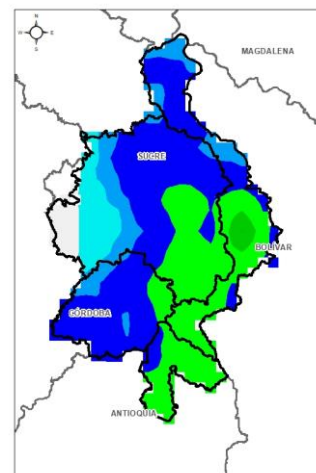 N
W E
S
MAGDALENA
SUCRE
BOLIVAR
CÓRDOBA
ANTIOQUIA